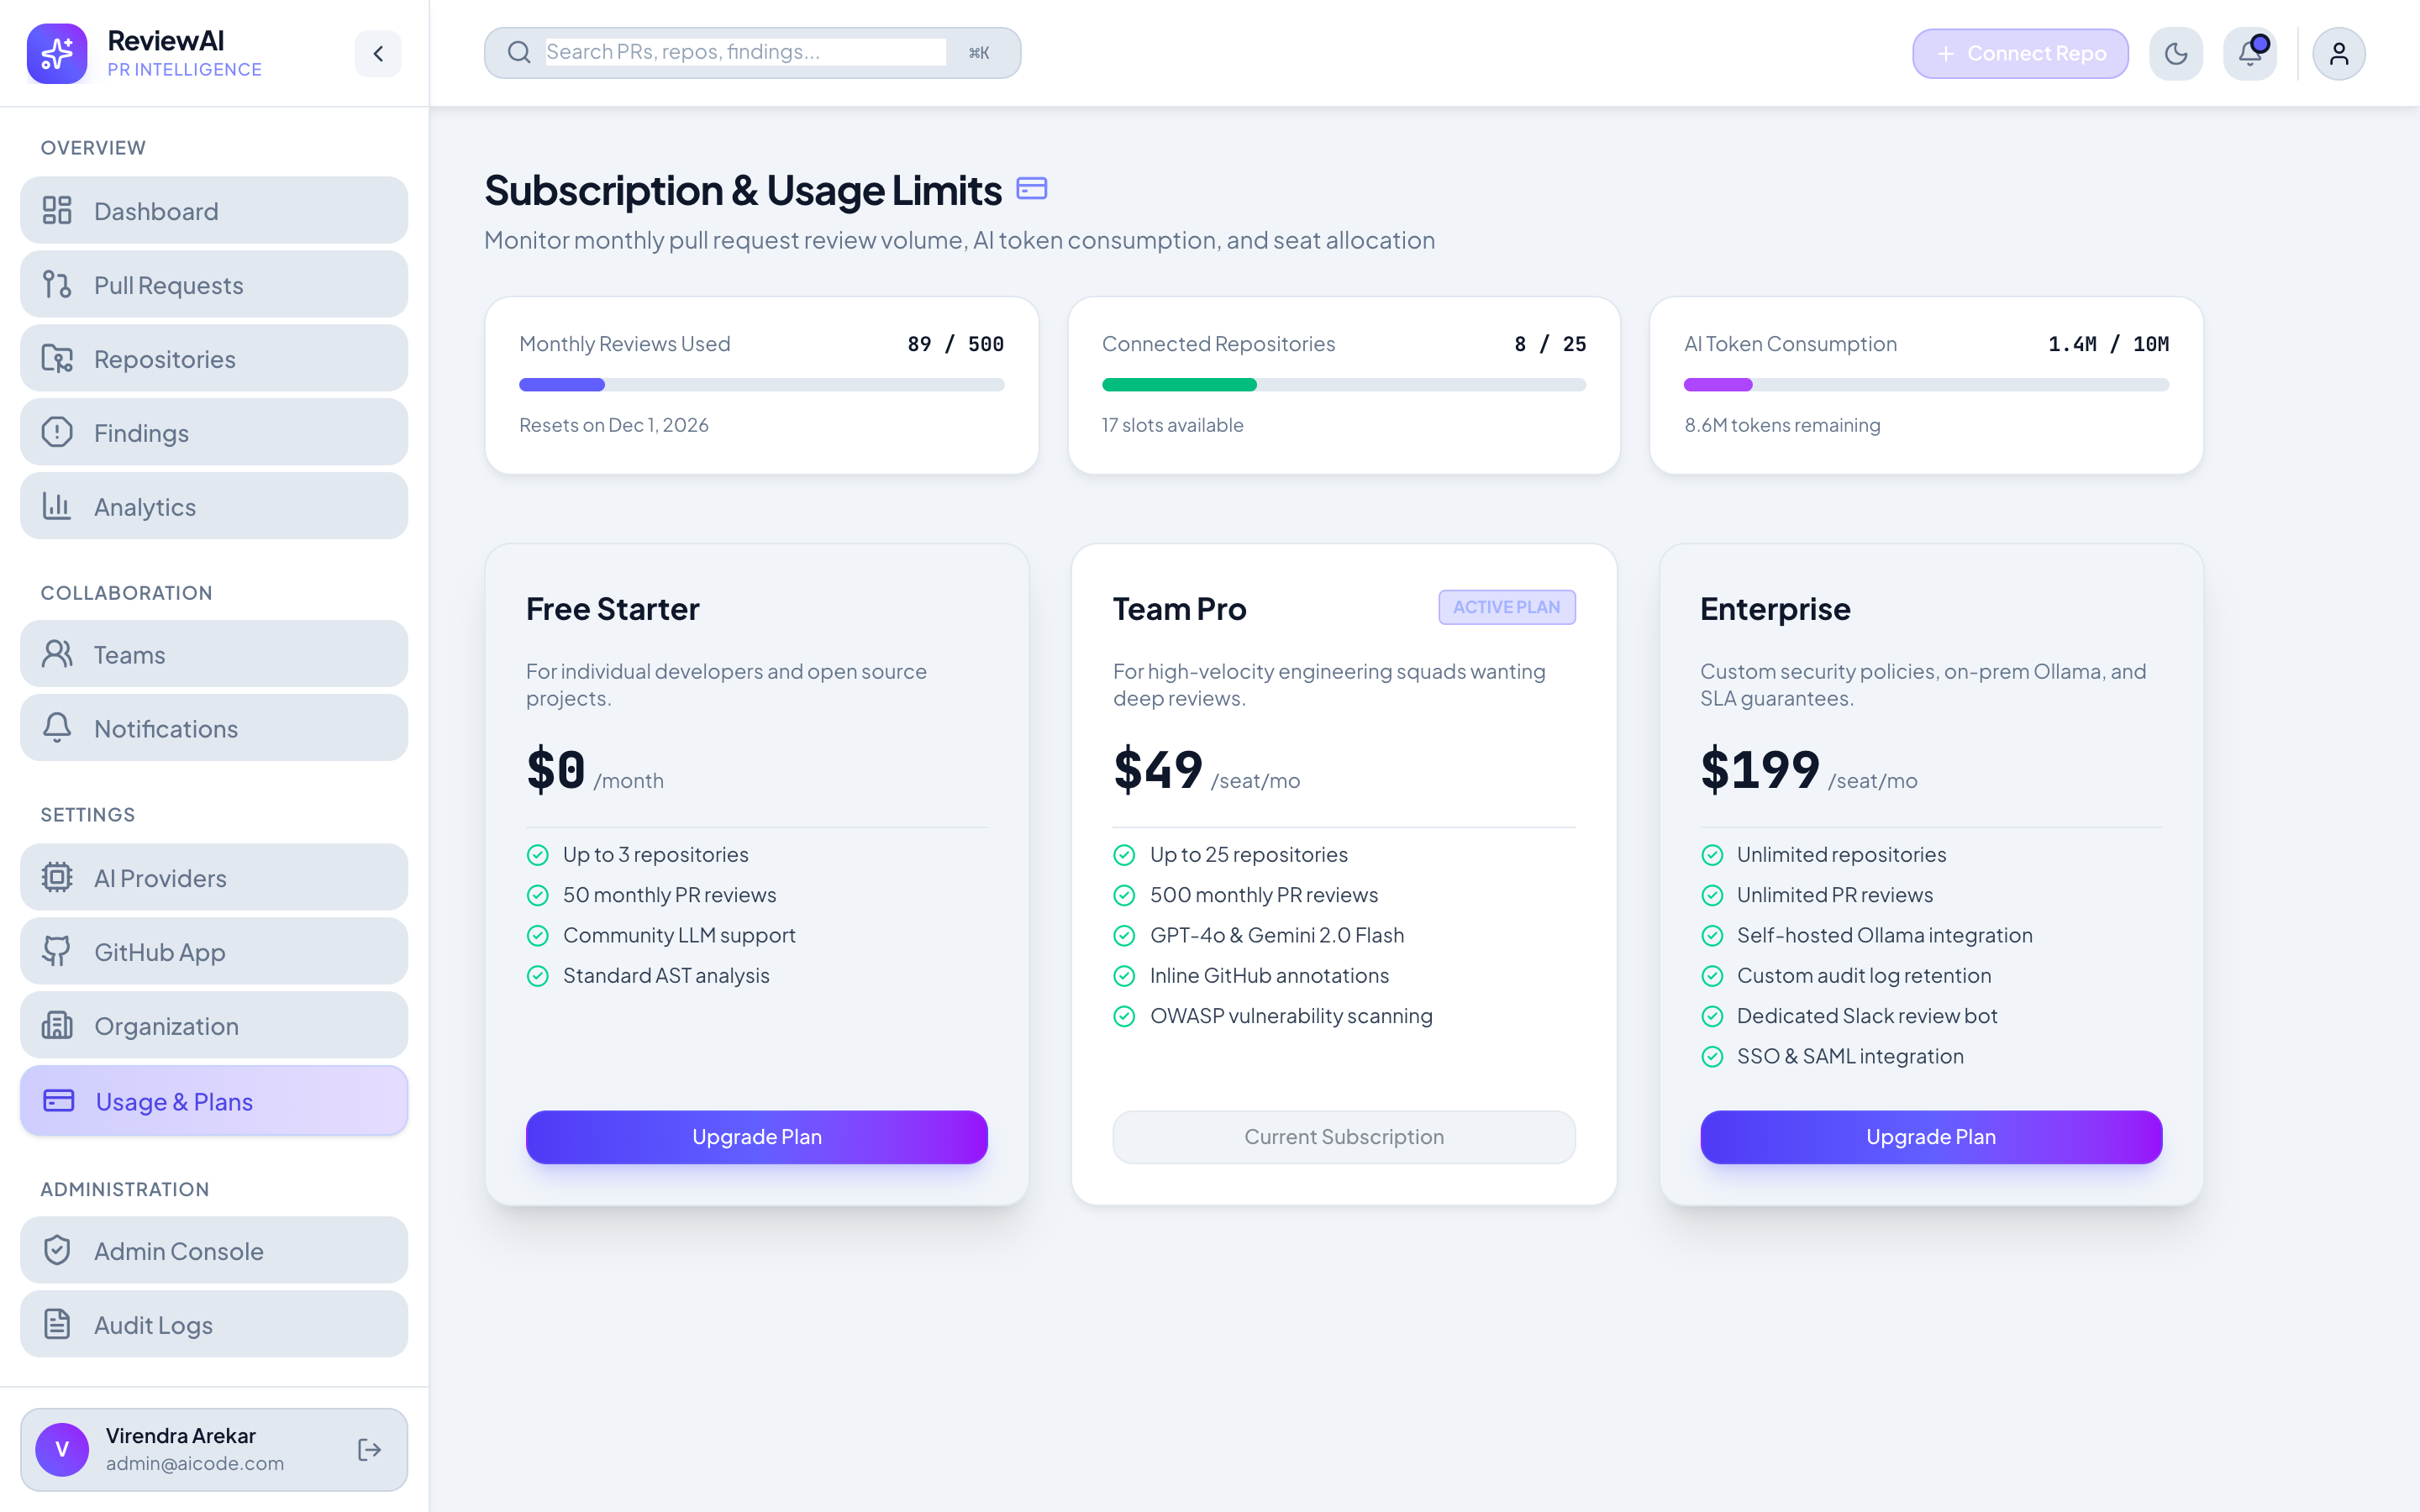 ReviewAI
PR INTELLIGENCE
OVERVIEW
Dashboard
Pull Requests
Repositories
Findings
Analytics
COLLABORATION
Teams
Notifications
SETTINGS
AI Providers
GitHub App
Organization
Usage & Plans
ADMINISTRATION
Admin Console
Audit Logs
V
Virendra Arekar
admin@aicode.com
Search PRs, repos, findings...
⌘K
Connect Repo
Subscription & Usage Limits
Monitor monthly pull request review volume, AI token consumption, and seat allocation
Monthly Reviews Used
89 / 500
Resets on Dec 1, 2026
Connected Repositories
8 / 25
17 slots available
AI Token Consumption
1.4M / 10M
8.6M tokens remaining
Free Starter
For individual developers and open source
projects.
$0 /month
Up to 3 repositories
50 monthly PR reviews
Community LLM support
Standard AST analysis
Upgrade Plan
Team Pro
ACTIVE PLAN
For high-velocity engineering squads wanting
deep reviews.
$49 /seat/mo
Up to 25 repositories
500 monthly PR reviews
GPT-4o & Gemini 2.0 Flash
Inline GitHub annotations
OWASP vulnerability scanning
Current Subscription
Enterprise
Custom security policies, on-prem Ollama, and
SLA guarantees.
$199 /seat/mo
Unlimited repositories
Unlimited PR reviews
Self-hosted Ollama integration
Custom audit log retention
Dedicated Slack review bot
SSO & SAML integration
Upgrade Plan